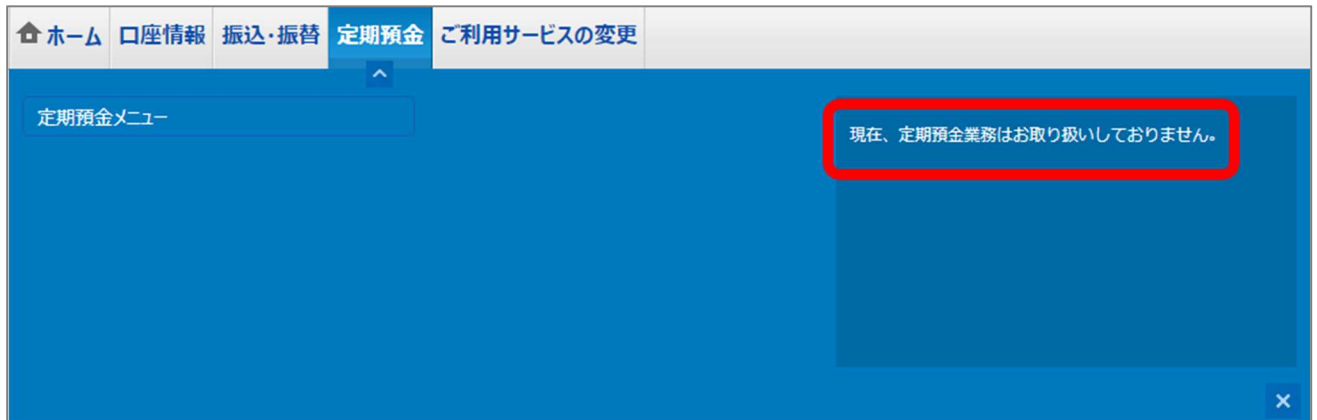 ホーム 口座情報 振込・振替 定期預金 ご利用サービスの変更
定期預金メニュー
現在、定期預金業務はお取り扱いしておりません。